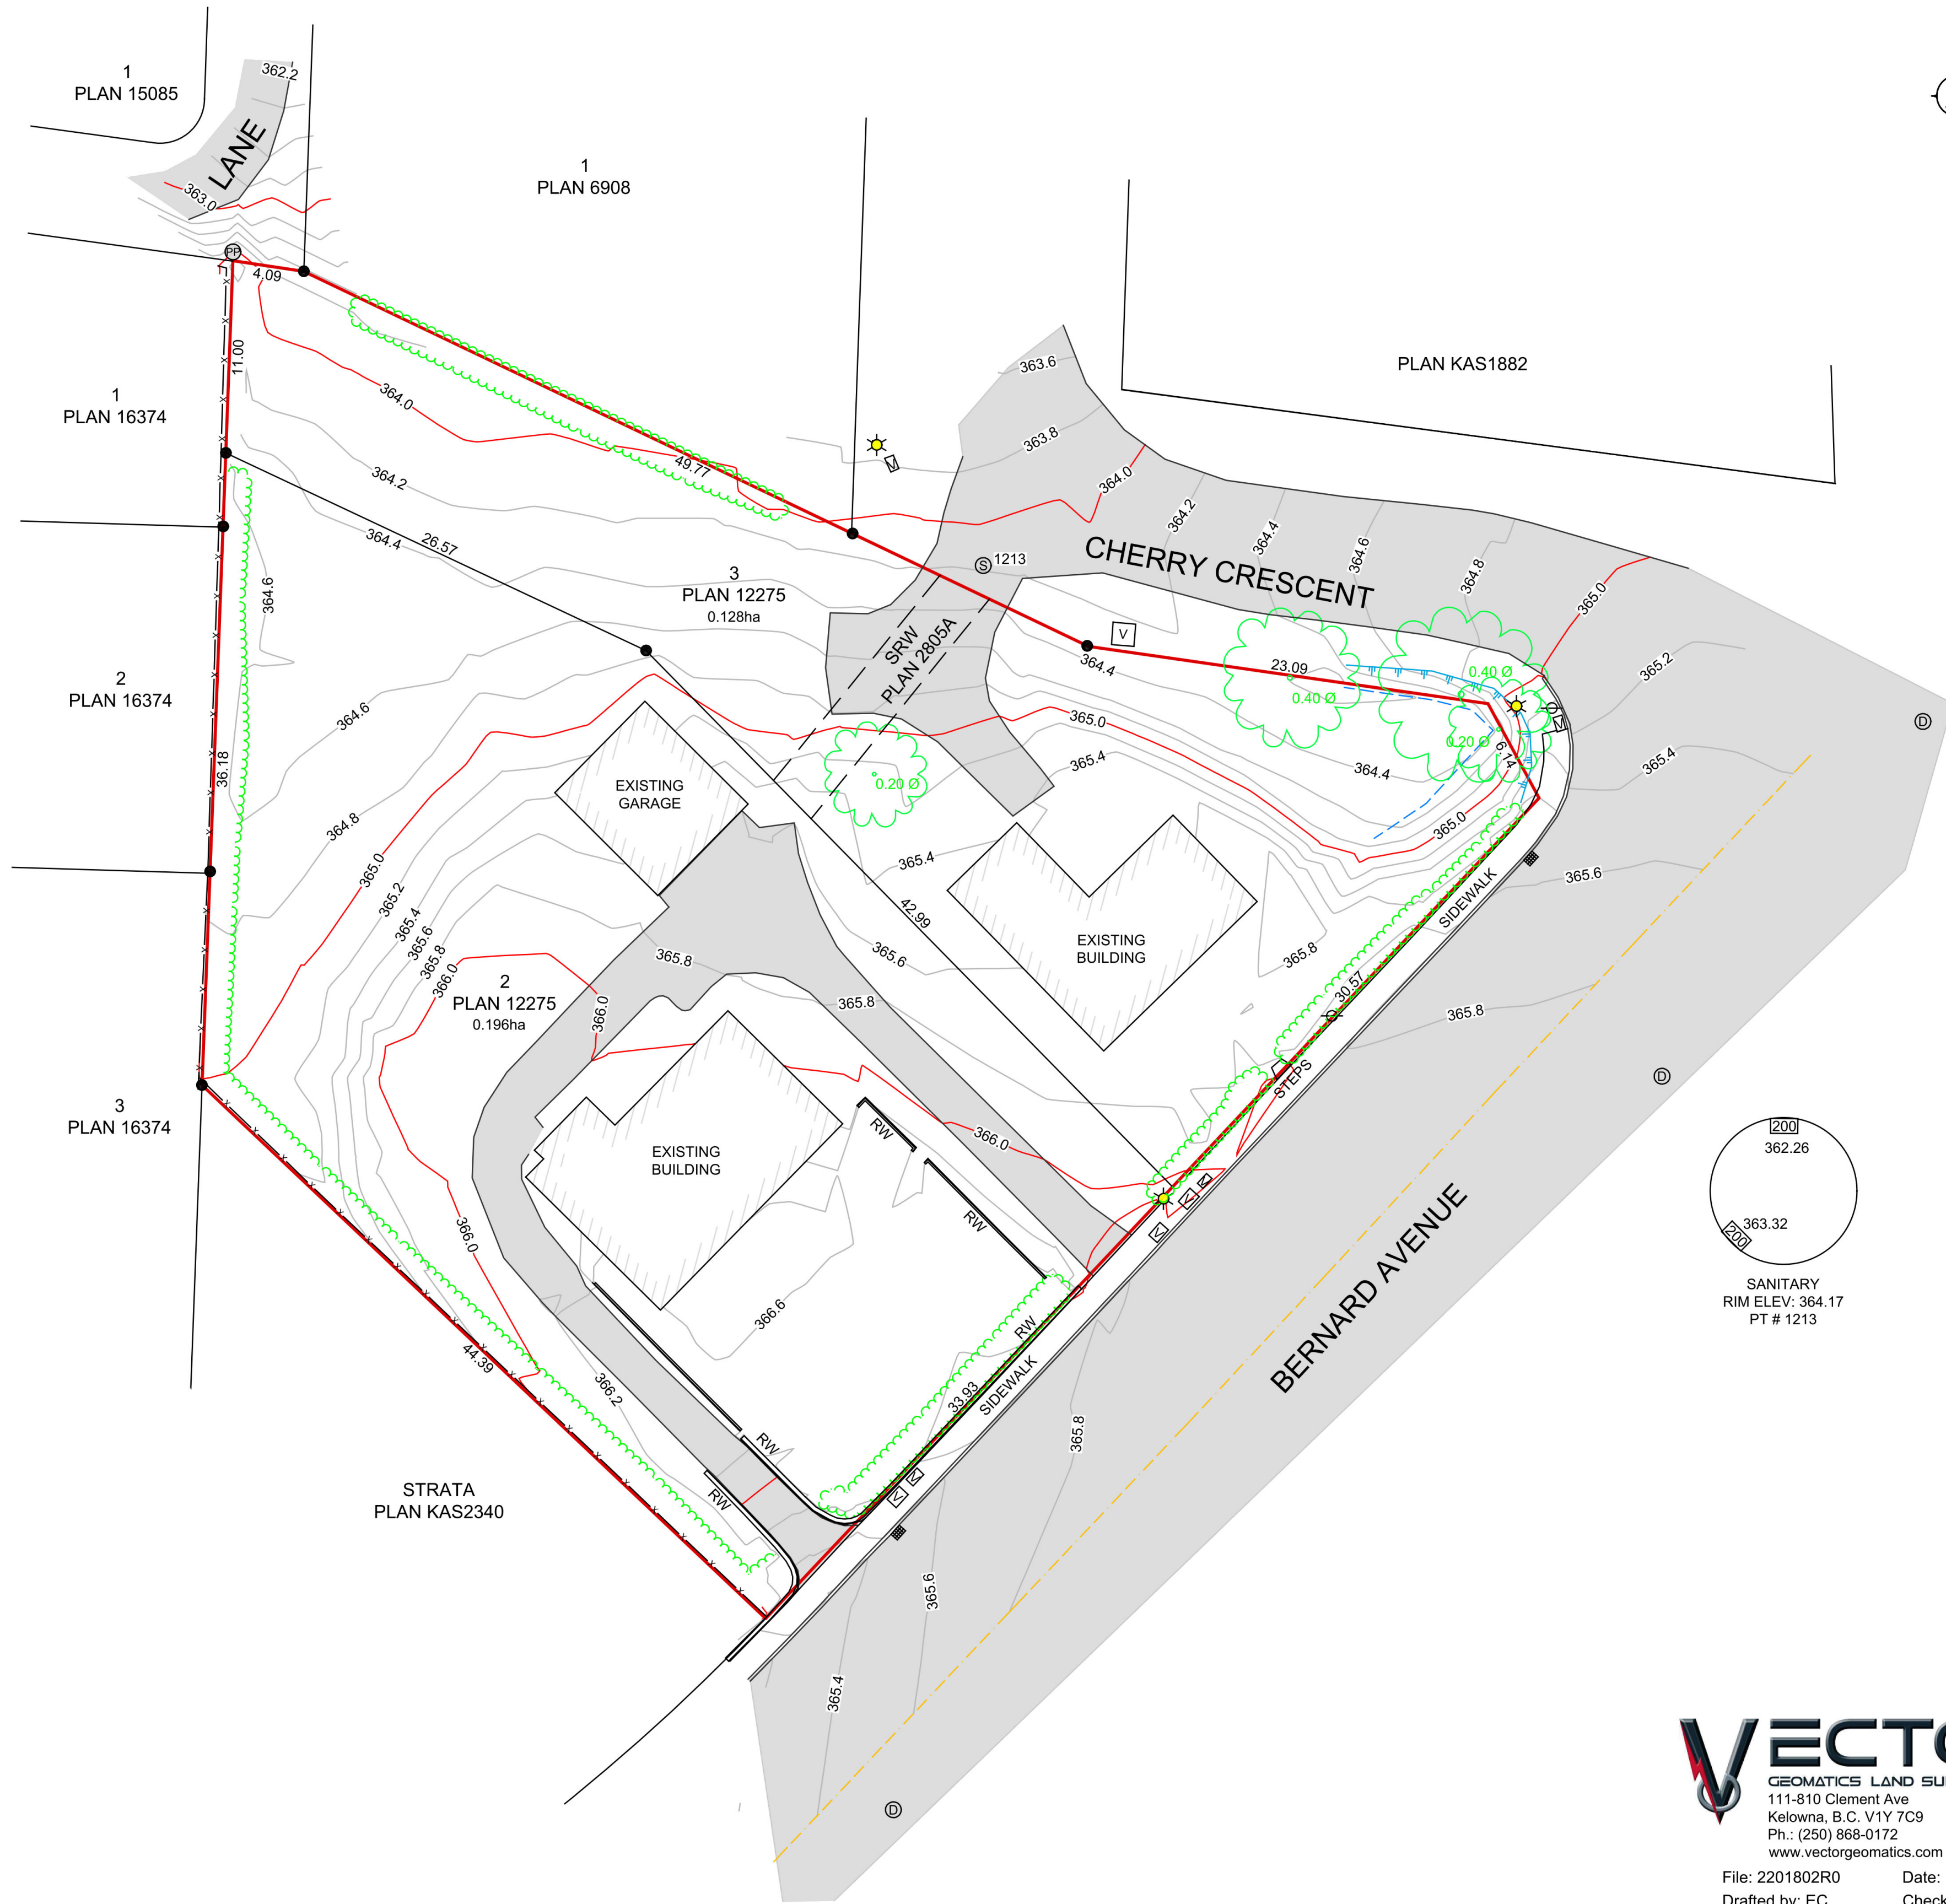 1
PLAN 15085
362.2
LANE
363.0
1
PLAN 6908
PP
4.09
11.00
1
PLAN 16374
364.0
49.77
M
363.6
363.8
364.0
PLAN KAS1882
364.2
364.4
26.57
364.2
364.4
364.6
364.8
365.0
CHERRY CRESCENT
S
1213
3
PLAN 12275
0.128ha
SRW
PLAN 2805A
V
364.4
23.09
0.40 Ø
0.40 Ø
0.20 Ø
6.14
365.2
D
364.6
2
PLAN 16374
364.6
36.18
364.8
365.0
365.2
365.4
365.6
365.8
366.0
EXISTING
GARAGE
0.20 Ø
365.0
365.4
364.4
365.0
365.4
365.4
365.6
42.99
365.6
365.8
365.8
EXISTING
BUILDING
365.8
30.57
SIDEWALK
365.8
2
PLAN 12275
0.196ha
366.0
3
PLAN 16374
EXISTING
BUILDING
RW
366.0
STEPS
D
200
362.26
363.32
200
SANITARY
RIM ELEV: 364.17
PT # 1213
RW
366.0
366.6
BERNARD AVENUE
44.39
366.2
RW
33.93
SIDEWALK
RW
RW
365.8
STRATA
PLAN KAS2340
365.6
365.4
D
VECTO
GEOMATICS LAND SU
111-810 Clement Ave
Kelowna, B.C. V1Y 7C9
Ph.: (250) 868-0172
www.vectorgeomatics.com
File: 2201802R0
Date:
Drafted by: EC
Check